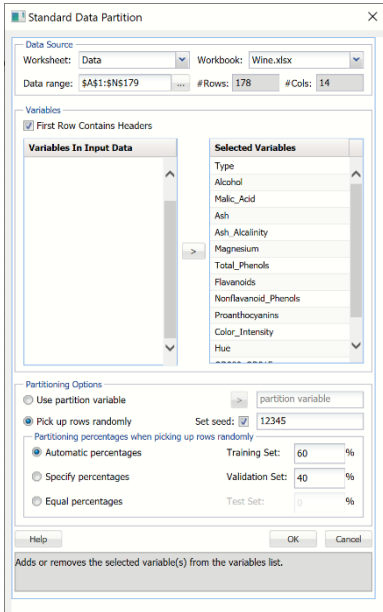 Standard Data Partition
Data Source
Worksheet: Data Workbook: Wine.xlsx
Data range: $A$1:$N$179 ... #Rows: 178 #Cols: 14
Variables
First Row Contains Headers
Variables In Input Data Selected Variables
Type
Alcohol
Malic_Acid
Ash
Ash_Alcalinity
Magnesium
>
Total_Phenols
Flavanoids
Nonflavanoid_Phenols
Proanthocyanins
Color_Intensity
Hue
Partitioning Options
Use partition variable > partition variable
Pick up rows randomly Set seed: 12345
Partitioning percentages when picking up rows randomly
Automatic percentages Training Set: 60 %
Specify percentages Validation Set: 40 %
Equal percentages Test Set: 0 %
Help OK Cancel
Adds or removes the selected variable(s) from the variables list.